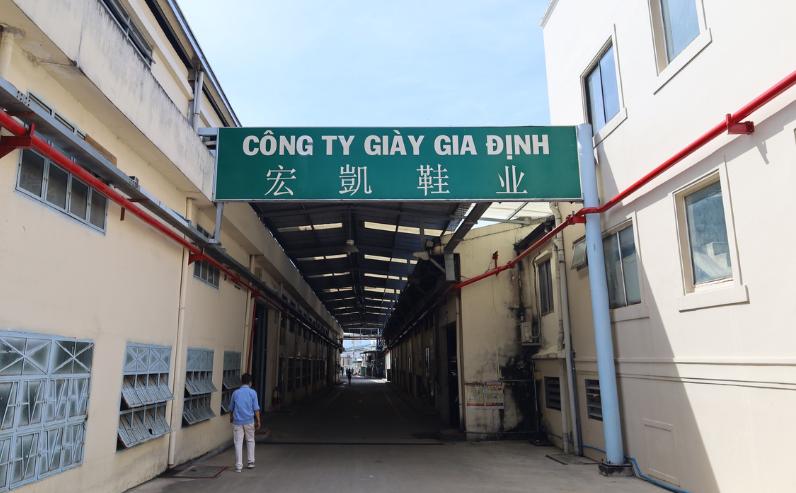 CÔNG TY GIÀY GIA ĐỊNH
宏凱鞋业